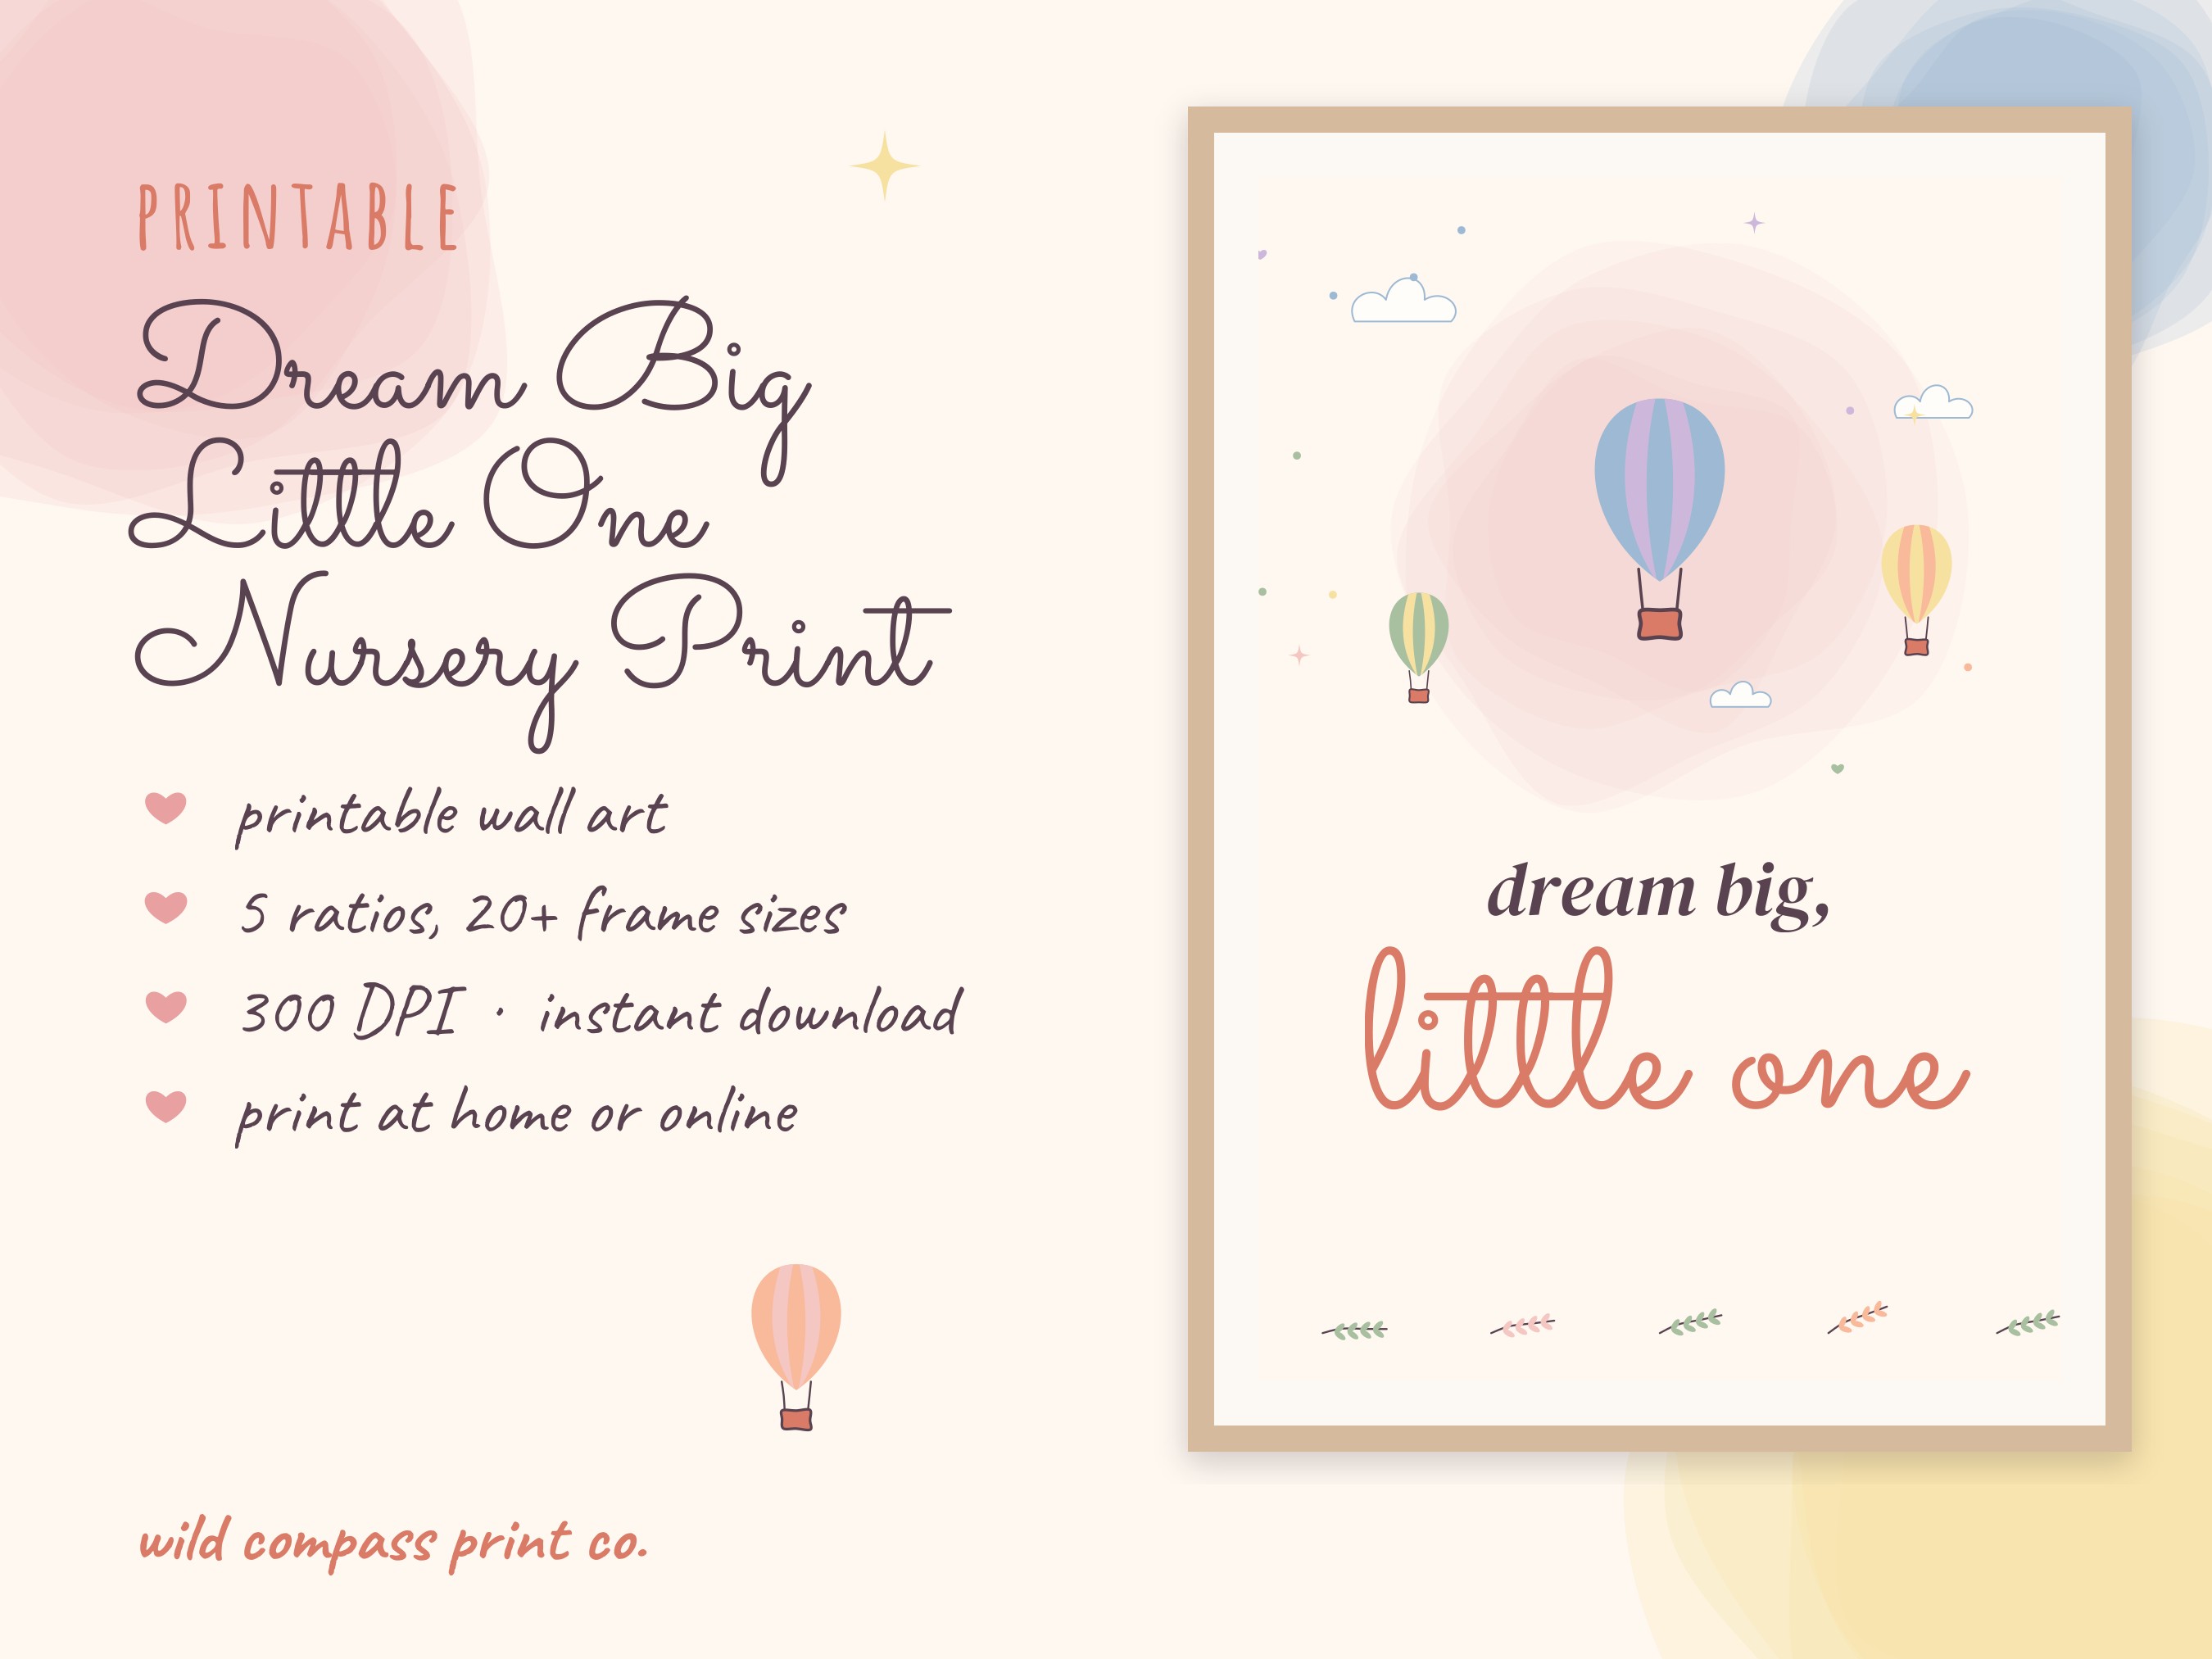 PRINTABLE
Dream Big
Little One
Nursery Print
printable wall art
5 ratios, 20+ frame sizes
300 DPI · instant download
print at home or online
wild compass print co.
dream big,
little one